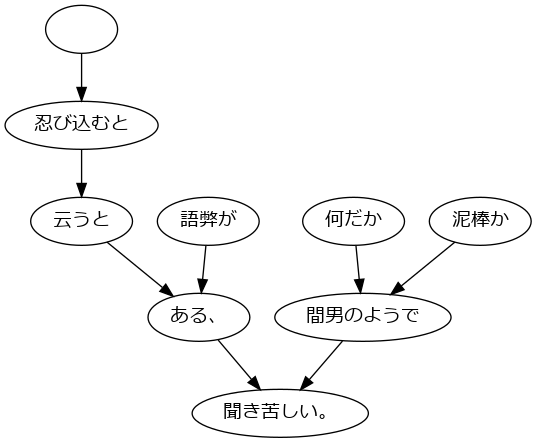 忍び込むと
云うと
語弊が
何だか
泥棒か
ある、
間男のようで
聞き苦しい。